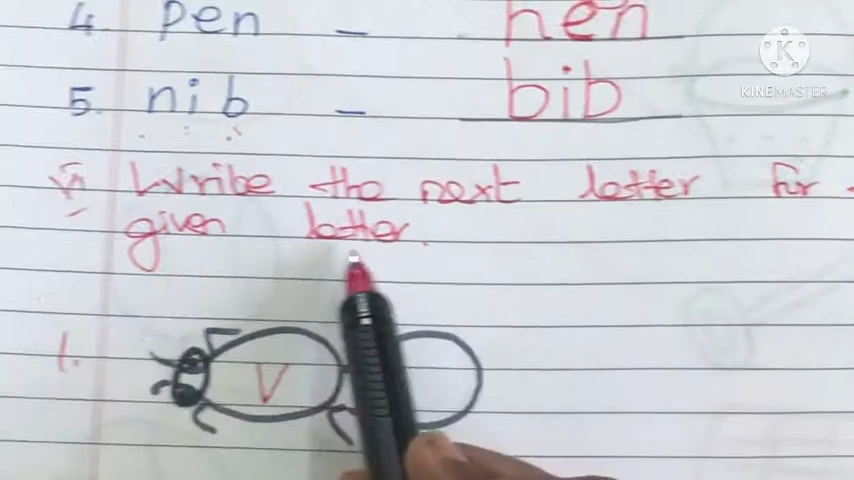 4. pen - hen
5. nib - bib
VI Write the next letter for
given letter.
1. V
K
KINEMASTER